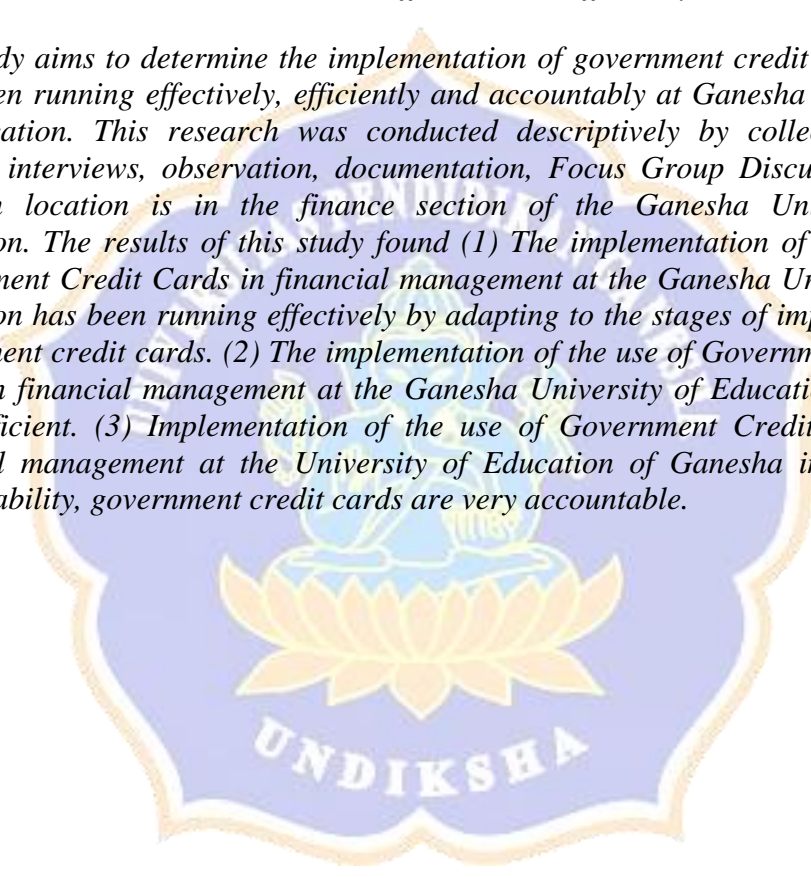 dy aims to determine the implementation of government credit
en running effectively, efficiently and accountably at Ganesha
ation. This research was conducted descriptively by colle
interviews, observation, documentation, Focus Group Discu
n location is in the finance section of the Ganesha Un
on. The results of this study found (1) The implementation of
nent Credit Cards in financial management at the Ganesha Un
on has been running effectively by adapting to the stages of imp
nent credit cards. (2) The implementation of the use of Governm
n financial management at the Ganesha University of Educati
ficient. (3) Implementation of the use of Government Credit
l management at the University of Education of Ganesha i
ability, government credit cards are very accountable.
UNIVERSITAS PENDIDIKAN GANESHA
UNDIKSHA